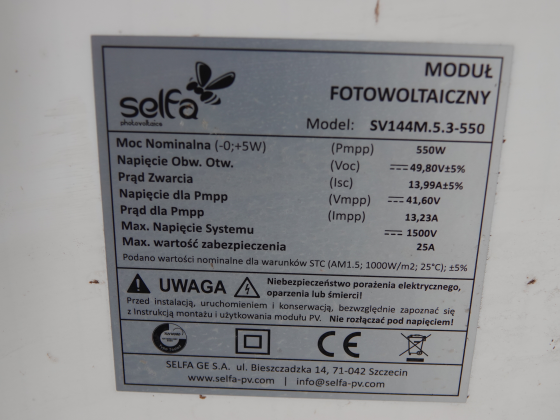 selfa
photovoltaics
MODUŁ
FOTOWOLTAICZNY
Model: SV144M.5.3-550
Moc Nominalna (-0;+5W) (Pmpp) 550W
Napięcie Obw. Otw. (Voc) 49,80V±5%
Prąd Zwarcia (Isc) 13,99A±5%
Napięcie dla Pmpp (Vmpp) 41,60V
Prąd dla Pmpp (Impp) 13,23A
Max. Napięcie Systemu 1500V
Max. wartość zabezpieczenia 25A
Podano wartości nominalne dla warunków STC (AM1.5; 1000W/m2; 25°C); ±5%
UWAGA Niebezpieczeństwo porażenia elektrycznego,
oparzenia lub śmierci!
Przed instalacją, uruchomieniem i konserwacją, bezwzględnie zapoznać się
z Instrukcją montażu i użytkowania modułu PV. Nie rozłączać pod napięciem!
CE
SELFA GE S.A. ul. Bieszczadzka 14, 71-042 Szczecin
www.selfa-pv.com | info@selfa-pv.com